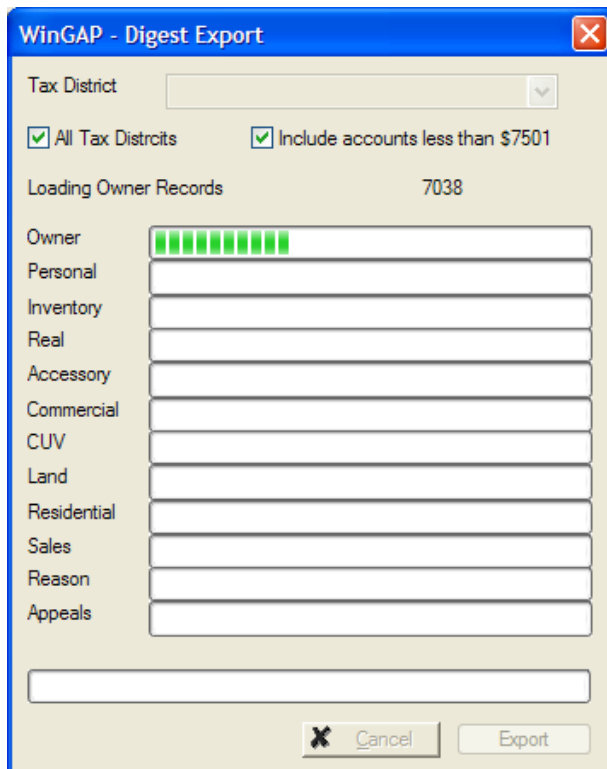 WinGAP - Digest Export
Tax District
All Tax Distrcits Include accounts less than $7501
Loading Owner Records 7038
Owner
Personal
Inventory
Real
Accessory
Commercial
CUV
Land
Residential
Sales
Reason
Appeals
Cancel Export